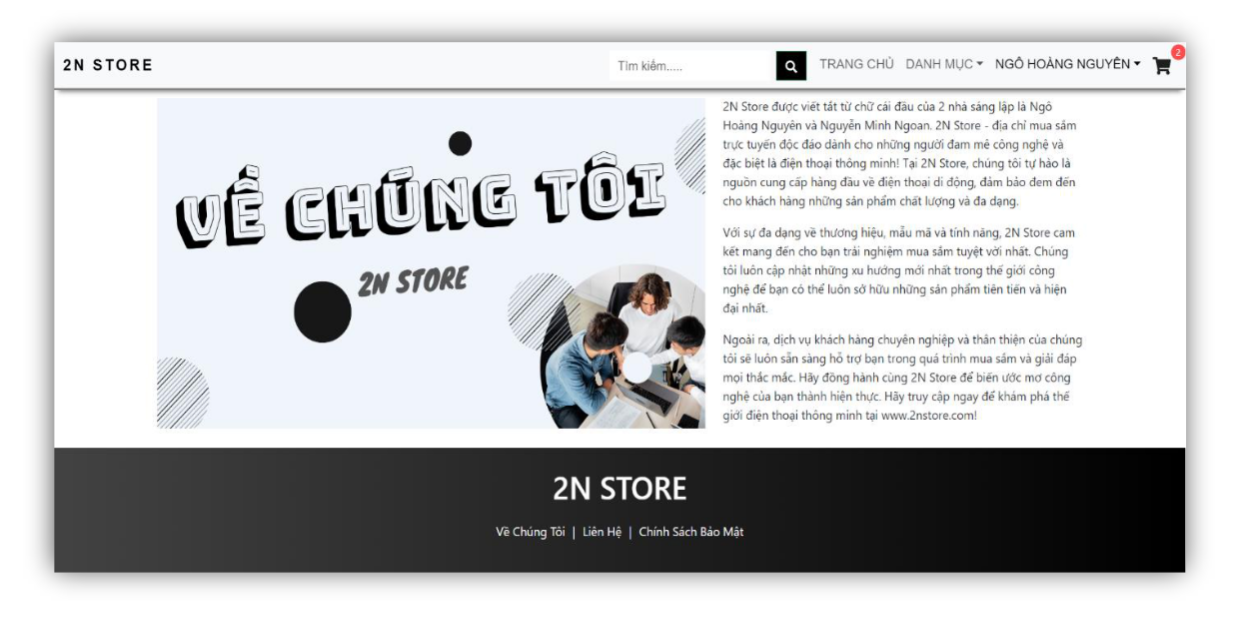 2N STORE
Tìm kiếm.....
TRANG CHỦ
DANH MỤC
NGÔ HOÀNG NGUYÊN
2
VỀ CHÚNG TÔI
2N STORE
2N Store được viết tắt từ chữ cái đầu của 2 nhà sáng lập là Ngô
Hoàng Nguyên và Nguyễn Minh Ngoan. 2N Store - địa chỉ mua sắm
trực tuyến độc đáo dành cho những người đam mê công nghệ và
đặc biệt là điện thoại thông minh! Tại 2N Store, chúng tôi tự hào là
nguồn cung cấp hàng đầu về điện thoại di động, đảm bảo đem đến
cho khách hàng những sản phẩm chất lượng và đa dạng.
Với sự đa dạng về thương hiệu, mẫu mã và tính năng, 2N Store cam
kết mang đến cho bạn trải nghiệm mua sắm tuyệt vời nhất. Chúng
tôi luôn cập nhật những xu hướng mới nhất trong thế giới công
nghệ để bạn có thể luôn sở hữu những sản phẩm tiên tiến và hiện
đại nhất.
Ngoài ra, dịch vụ khách hàng chuyên nghiệp và thân thiện của chúng
tôi sẽ luôn sẵn sàng hỗ trợ bạn trong quá trình mua sắm và giải đáp
mọi thắc mắc. Hãy đồng hành cùng 2N Store để biến ước mơ công
nghệ của bạn thành hiện thực. Hãy truy cập ngay để khám phá thế
giới điện thoại thông minh tại www.2nstore.com!
2N STORE
Về Chúng Tôi | Liên Hệ | Chính Sách Bảo Mật